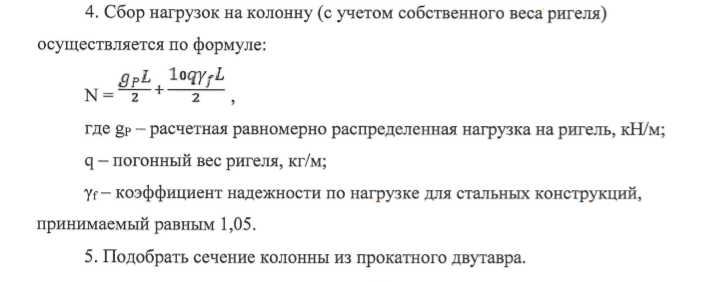 4. Сбор нагрузок на колонну (с учетом собственного веса ригеля)
осуществляется по формуле:
N = gₚL/2 + 10qγfL/2 ,
где gₚ – расчетная равномерно распределенная нагрузка на ригель, кН/м;
q – погонный вес ригеля, кг/м;
γf – коэффициент надежности по нагрузке для стальных конструкций,
принимаемый равным 1,05.
5. Подобрать сечение колонны из прокатного двутавра.